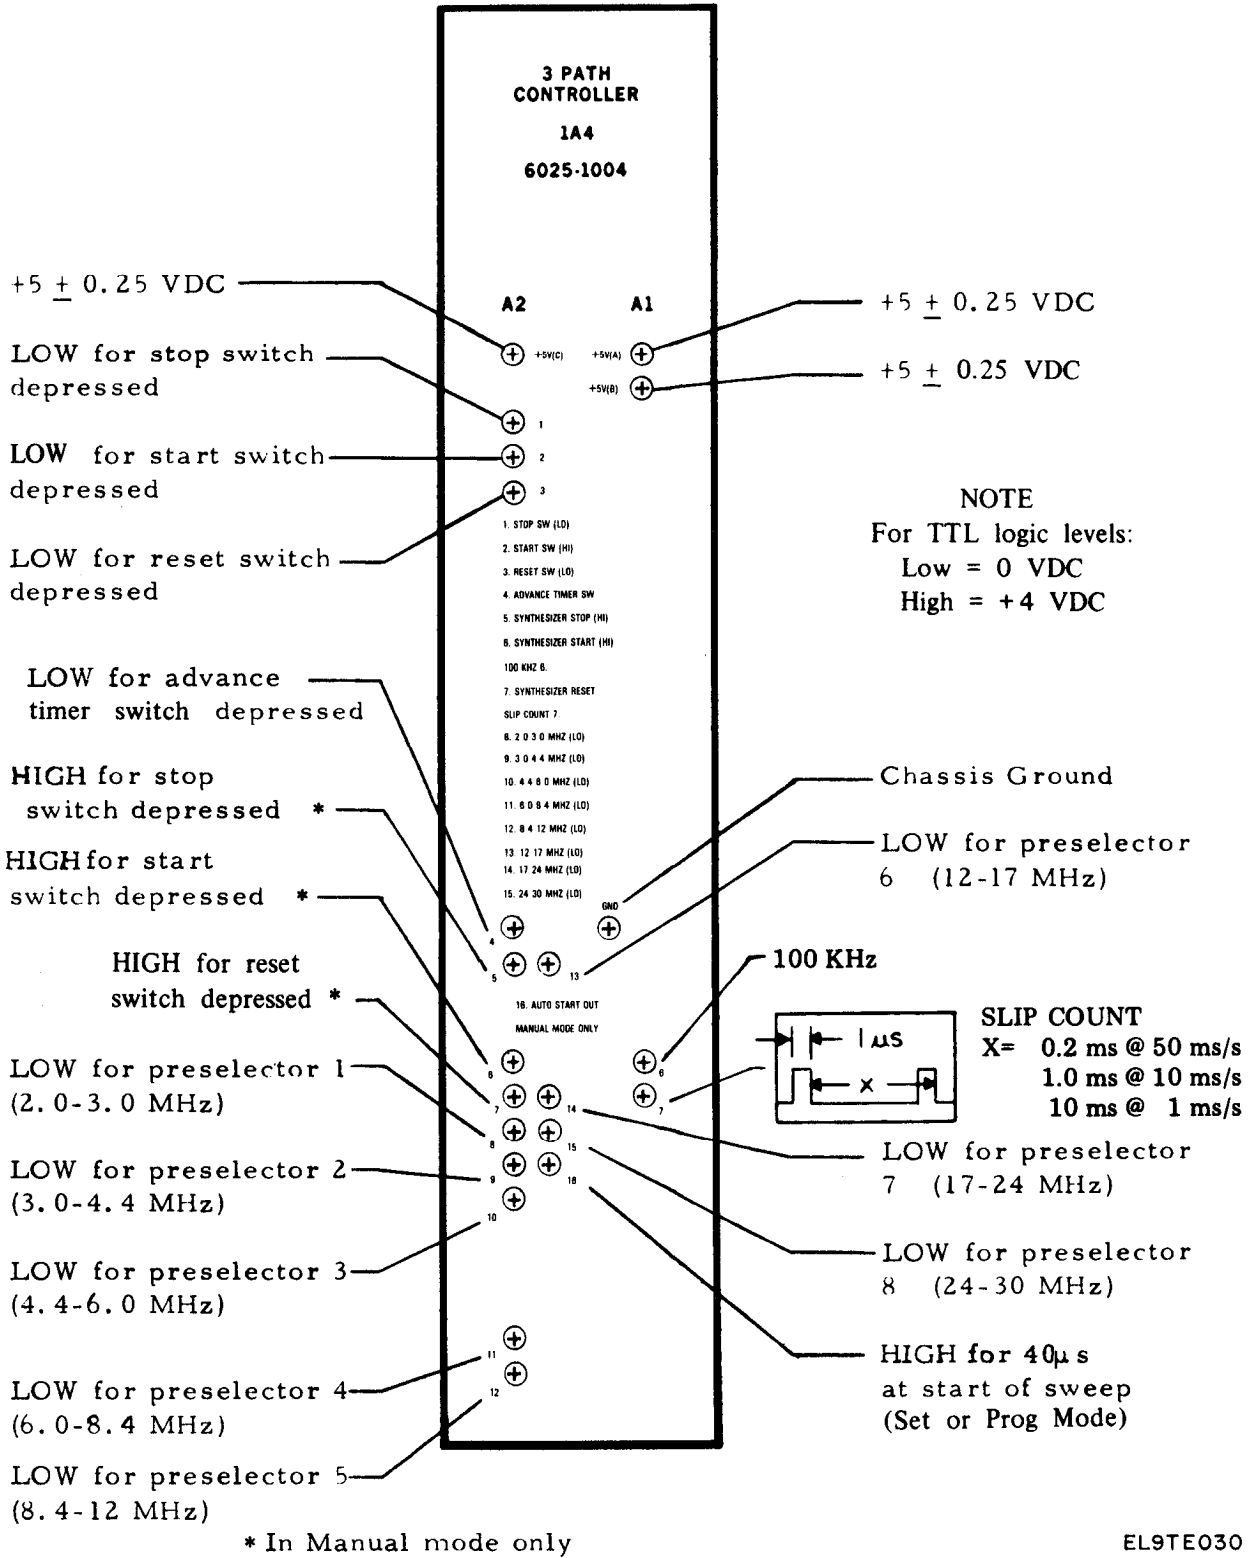 3 PATH
CONTROLLER
1A4
6025-1004
A2
A1
+5V(C)
+5V(A)
+5V(B)
1
2
3
1. STOP SW (LO)
2. START SW (HI)
3. RESET SW (LO)
4. ADVANCE TIMER SW
5. SYNTHESIZER STOP (HI)
6. SYNTHESIZER START (HI)
100 KHZ 6.
7. SYNTHESIZER RESET
SLIP COUNT 7.
8. 2 0 3 0 MHZ (LO)
9. 3 0 4 4 MHZ (LO)
10. 4 4 6 0 MHZ (LO)
11. 6 0 8 4 MHZ (LO)
12. 8 4 12 MHZ (LO)
13. 12 17 MHZ (LO)
14. 17 24 MHZ (LO)
15. 24 30 MHZ (LO)
GND
4
5
13
16. AUTO START OUT
MANUAL MODE ONLY
6
6
7
14
7
8
15
9
16
10
11
12
+5 ± 0.25 VDC
LOW for stop switch
depressed
LOW for start switch
depressed
LOW for reset switch
depressed
LOW for advance
timer switch depressed
HIGH for stop
switch depressed *
HIGH for start
switch depressed *
HIGH for reset
switch depressed *
LOW for preselector 1
(2.0-3.0 MHz)
LOW for preselector 2
(3.0-4.4 MHz)
LOW for preselector 3
(4.4-6.0 MHz)
LOW for preselector 4
(6.0-8.4 MHz)
LOW for preselector 5
(8.4-12 MHz)
+5 ± 0.25 VDC
+5 ± 0.25 VDC
NOTE
For TTL logic levels:
Low = 0 VDC
High = +4 VDC
Chassis Ground
LOW for preselector
6 (12-17 MHz)
100 KHz
1 µs
X
SLIP COUNT
X= 0.2 ms @ 50 ms/s
1.0 ms @ 10 ms/s
10 ms @ 1 ms/s
LOW for preselector
7 (17-24 MHz)
LOW for preselector
8 (24-30 MHz)
HIGH for 40µs
at start of sweep
(Set or Prog Mode)
* In Manual mode only
EL9TE030